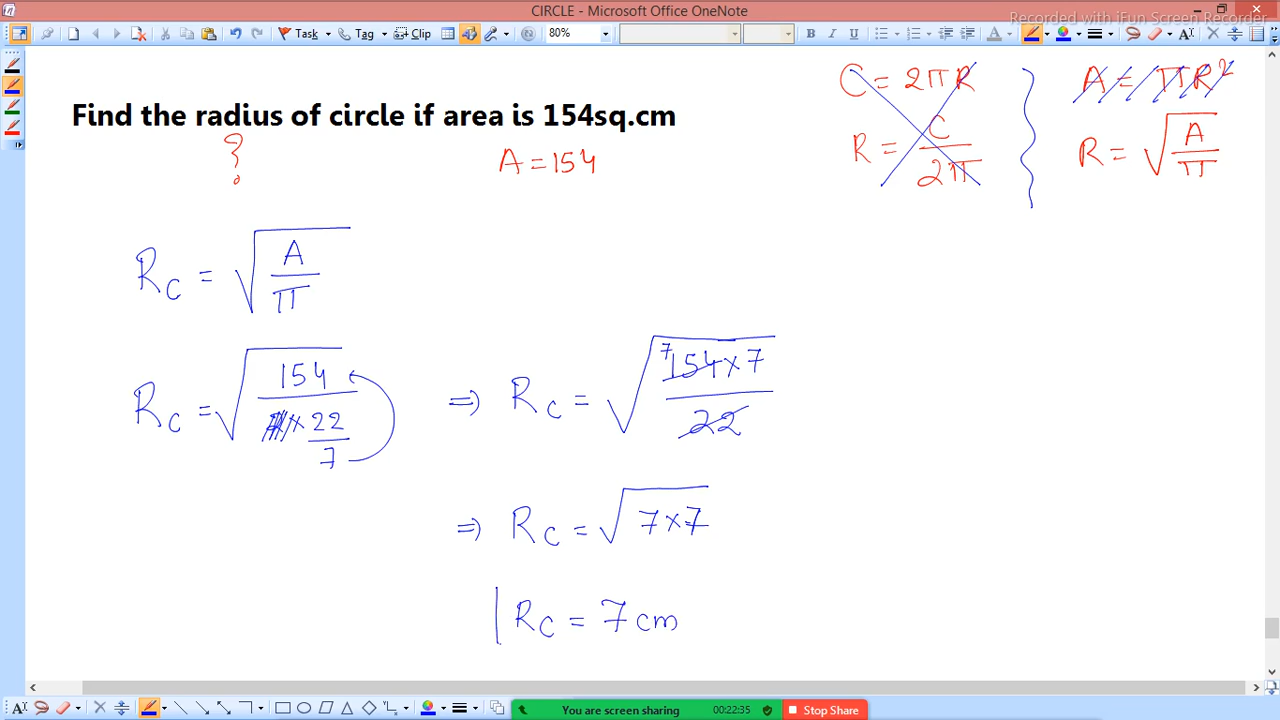 CIRCLE - Microsoft Office OneNote
Recorded with iFun Screen Recorder
Task Tag Clip 80% B I U A
C = 2πR
A = πR²
Find the radius of circle if area is 154sq.cm
?
A = 154
R = C / 2π
R = √(A / π)
R_C = √(A / π)
R_C = √(154 / (22 / 7))
⇒ R_C = √(154 × 7 / 22)
7
⇒ R_C = √(7 × 7)
R_C = 7 cm
You are screen sharing 00:22:35 Stop Share